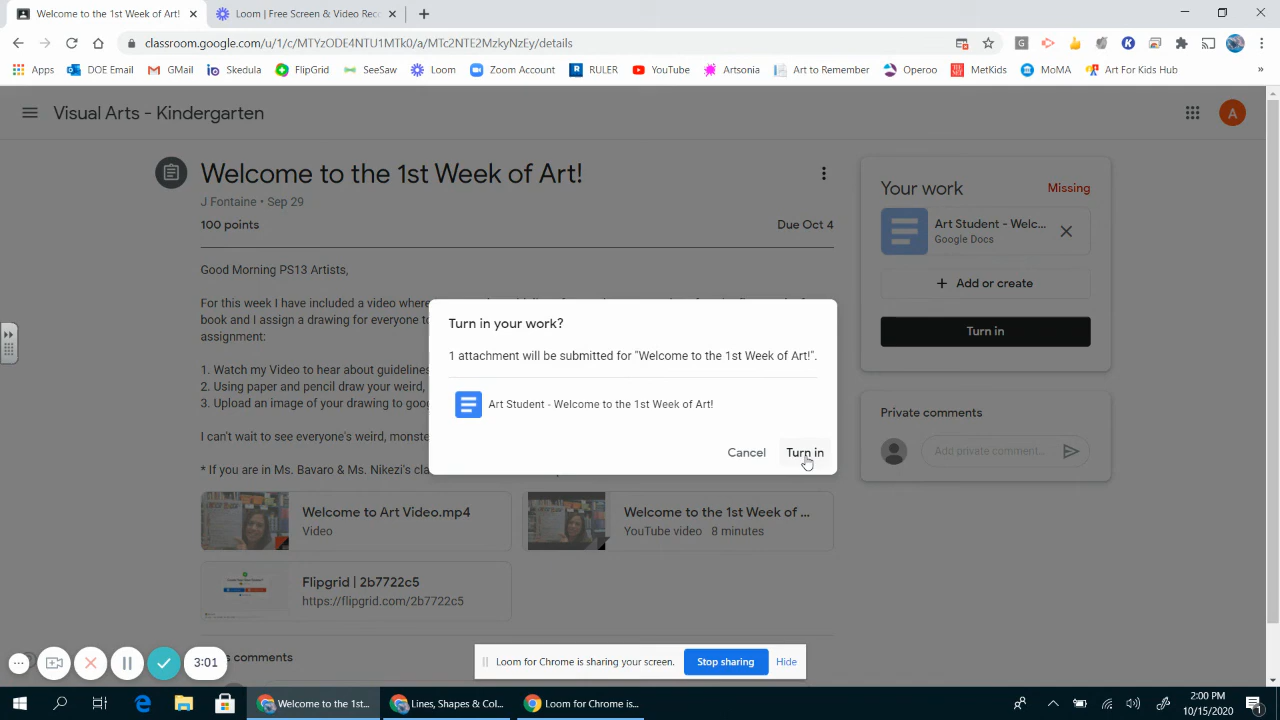 Welcome to the 1st Week of Art!
Loom | Free Screen & Video Rec
classroom.google.com/u/1/c/MTYzODE4NTU1MTk0/a/MTc2NTE2MzkyNzEy/details
Apps DOE Email GMail Skedula FlipGrid SeeSaw Loom Zoom Account RULER YouTube Artsonia Art to Remember Operoo MetKids MoMA Art For Kids Hub
Visual Arts - Kindergarten
A
Welcome to the 1st Week of Art!
J Fontaine • Sep 29
100 points
Due Oct 4
Good Morning PS13 Artists,
For this week I have included a video where
book and I assign a drawing for everyone to
assignment:
1. Watch my Video to hear about guidelines
2. Using paper and pencil draw your weird,
3. Upload an image of your drawing to goo
I can't wait to see everyone's weird, monste
* If you are in Ms. Bavaro & Ms. Nikezi's cla
Welcome to Art Video.mp4
Video
Welcome to the 1st Week of ...
YouTube video 8 minutes
Flipgrid | 2b7722c5
https://flipgrid.com/2b7722c5
s comments
Your work
Missing
Art Student - Welc...
Google Docs
+ Add or create
Turn in
Private comments
Add private comment...
Turn in your work?
1 attachment will be submitted for "Welcome to the 1st Week of Art!".
Art Student - Welcome to the 1st Week of Art!
Cancel
Turn in
3:01
Loom for Chrome is sharing your screen.
Stop sharing
Hide
Welcome to the 1st...
Lines, Shapes & Col...
Loom for Chrome is...
2:00 PM
10/15/2020
1